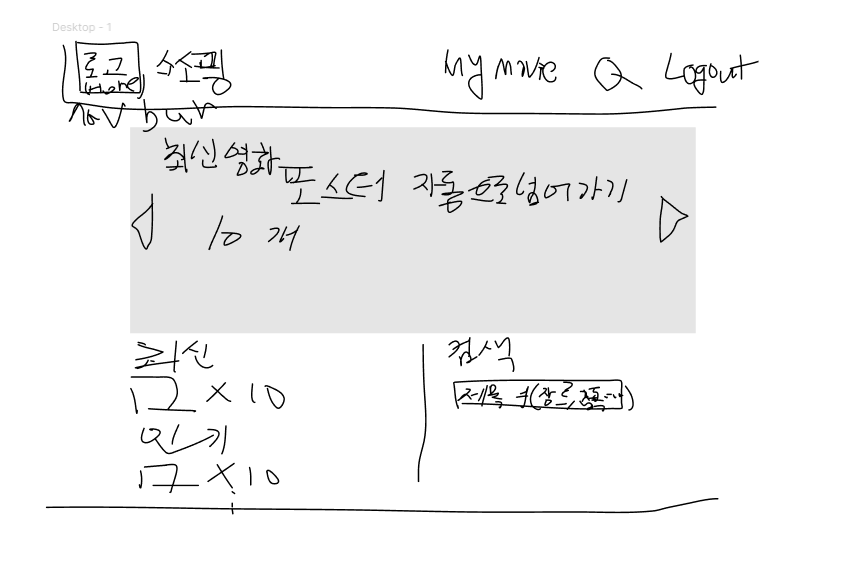 Desktop - 1
로고 쇼핑 My movie Logout
(Home)
nav bar
최신영화
포스터 자동으로 넘어가기
10 개
최신
× 10
인기
× 10
검색
제목 + (장르,